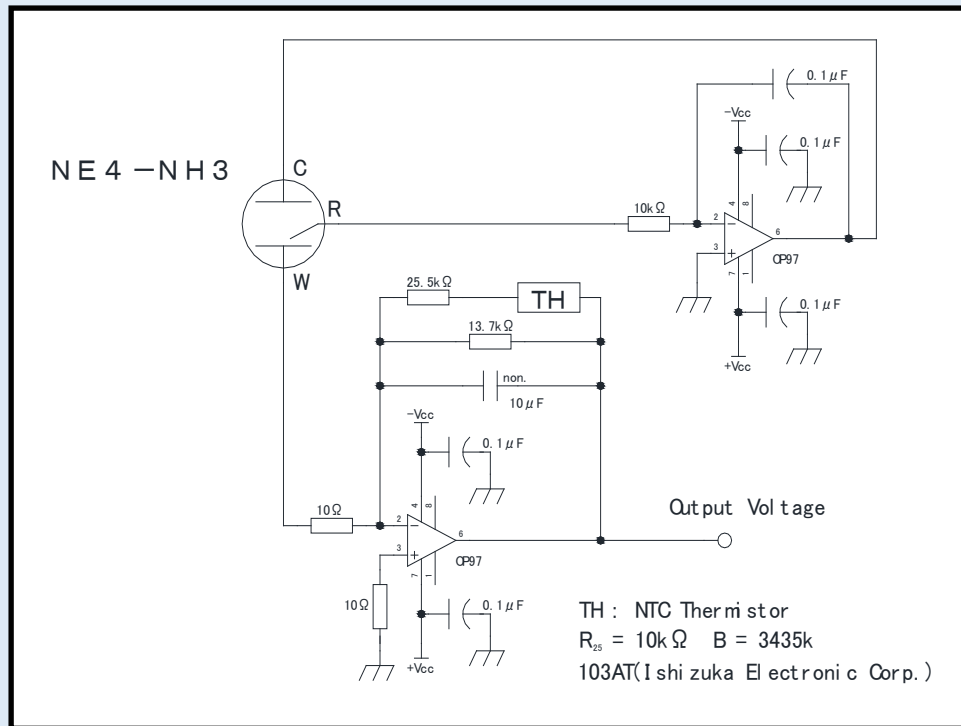 0.1μF
-Vcc
0.1μF
NE4-NH3
C
R
10kΩ
4
8
2
6
3
OP97
7
1
W
0.1μF
25.5kΩ
TH
+Vcc
13.7kΩ
non.
10μF
-Vcc
0.1μF
Output Voltage
10Ω
4
8
2
6
3
OP97
7
1
10Ω
0.1μF
+Vcc
TH : NTC Thermistor
R₂₅ = 10kΩ B = 3435k
103AT(Ishizuka Electronic Corp.)